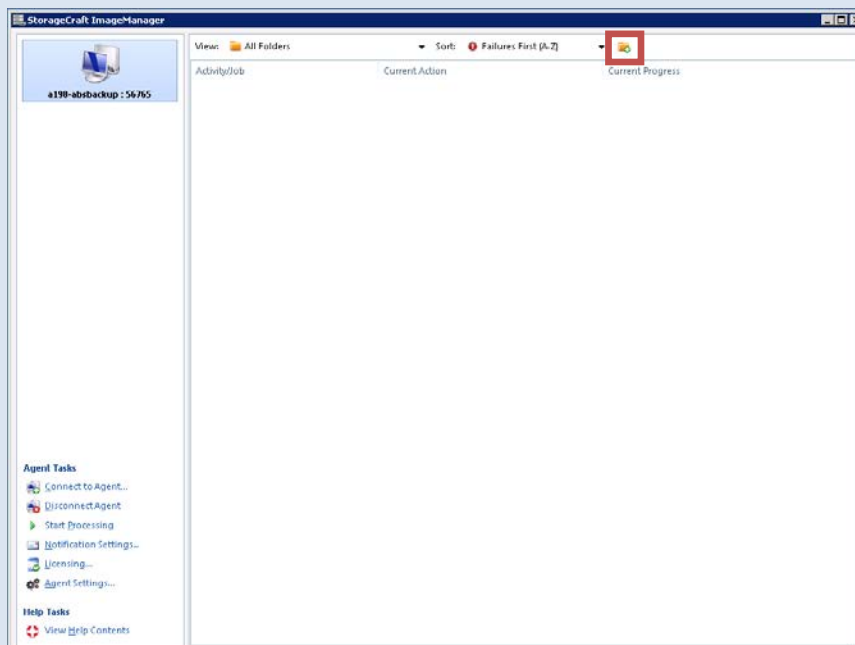 StorageCraft ImageManager
a198-absbackup : 56765
View: All Folders Sort: Failures First (A-Z)
Activity/Job Current Action Current Progress
Agent Tasks
Connect to Agent...
Disconnect Agent
Start Processing
Notification Settings...
Licensing...
Agent Settings...
Help Tasks
View Help Contents